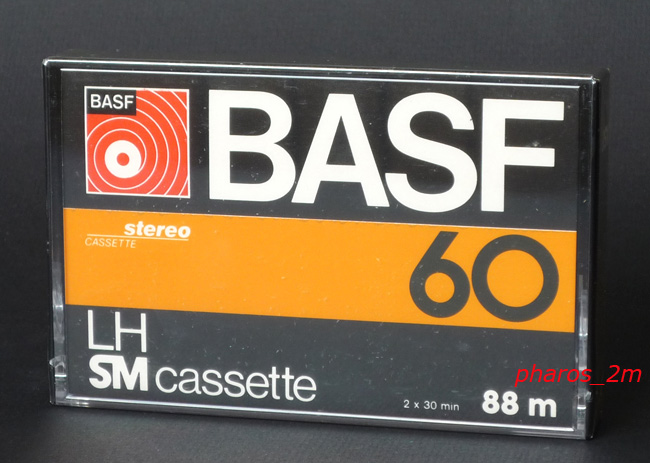 BASF
BASF
stereo
CASSETTE
60
LH
SM cassette
2 x 30 min
88 m
pharos_2m